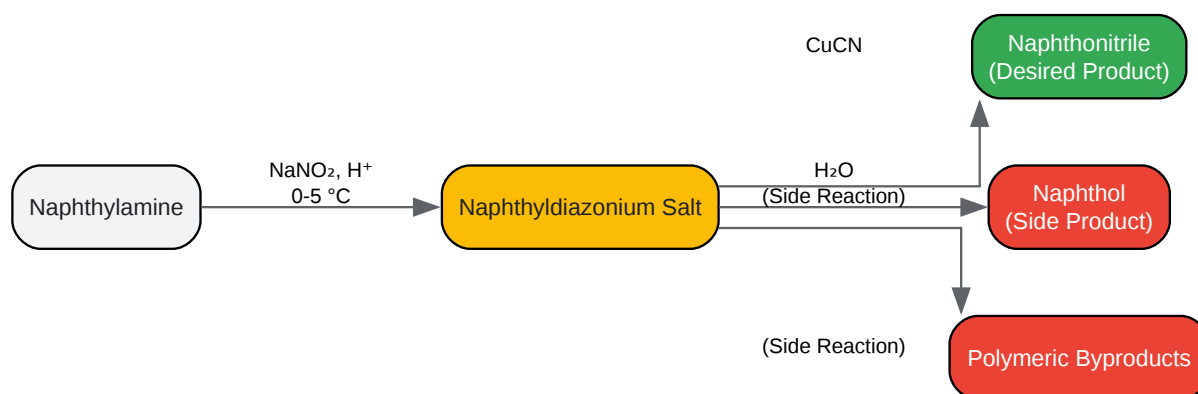 CuCN
Naphthonitrile
(Desired Product)
NaNO₂, H⁺
0-5 °C
H₂O
(Side Reaction)
Naphthylamine
Naphthyldiazonium Salt
Naphthol
(Side Product)
(Side Reaction)
Polymeric Byproducts